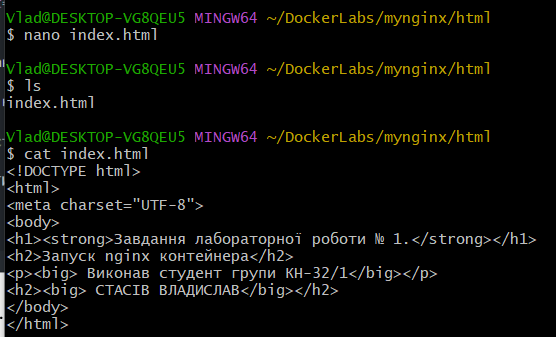 Vlad@DESKTOP-VG8QEU5 MINGW64 ~/DockerLabs/mynginx/html
$ nano index.html
Vlad@DESKTOP-VG8QEU5 MINGW64 ~/DockerLabs/mynginx/html
$ ls
index.html
Vlad@DESKTOP-VG8QEU5 MINGW64 ~/DockerLabs/mynginx/html
$ cat index.html
<!DOCTYPE html>
<html>
<meta charset="UTF-8">
<body>
<h1><strong>Завдання лабораторної роботи № 1.</strong></h1>
<h2>Запуск nginx контейнера</h2>
<p><big> Виконав студент групи КН-32/1</big></p>
<h2><big> СТАСІВ ВЛАДИСЛАВ</big></h2>
</body>
</html>